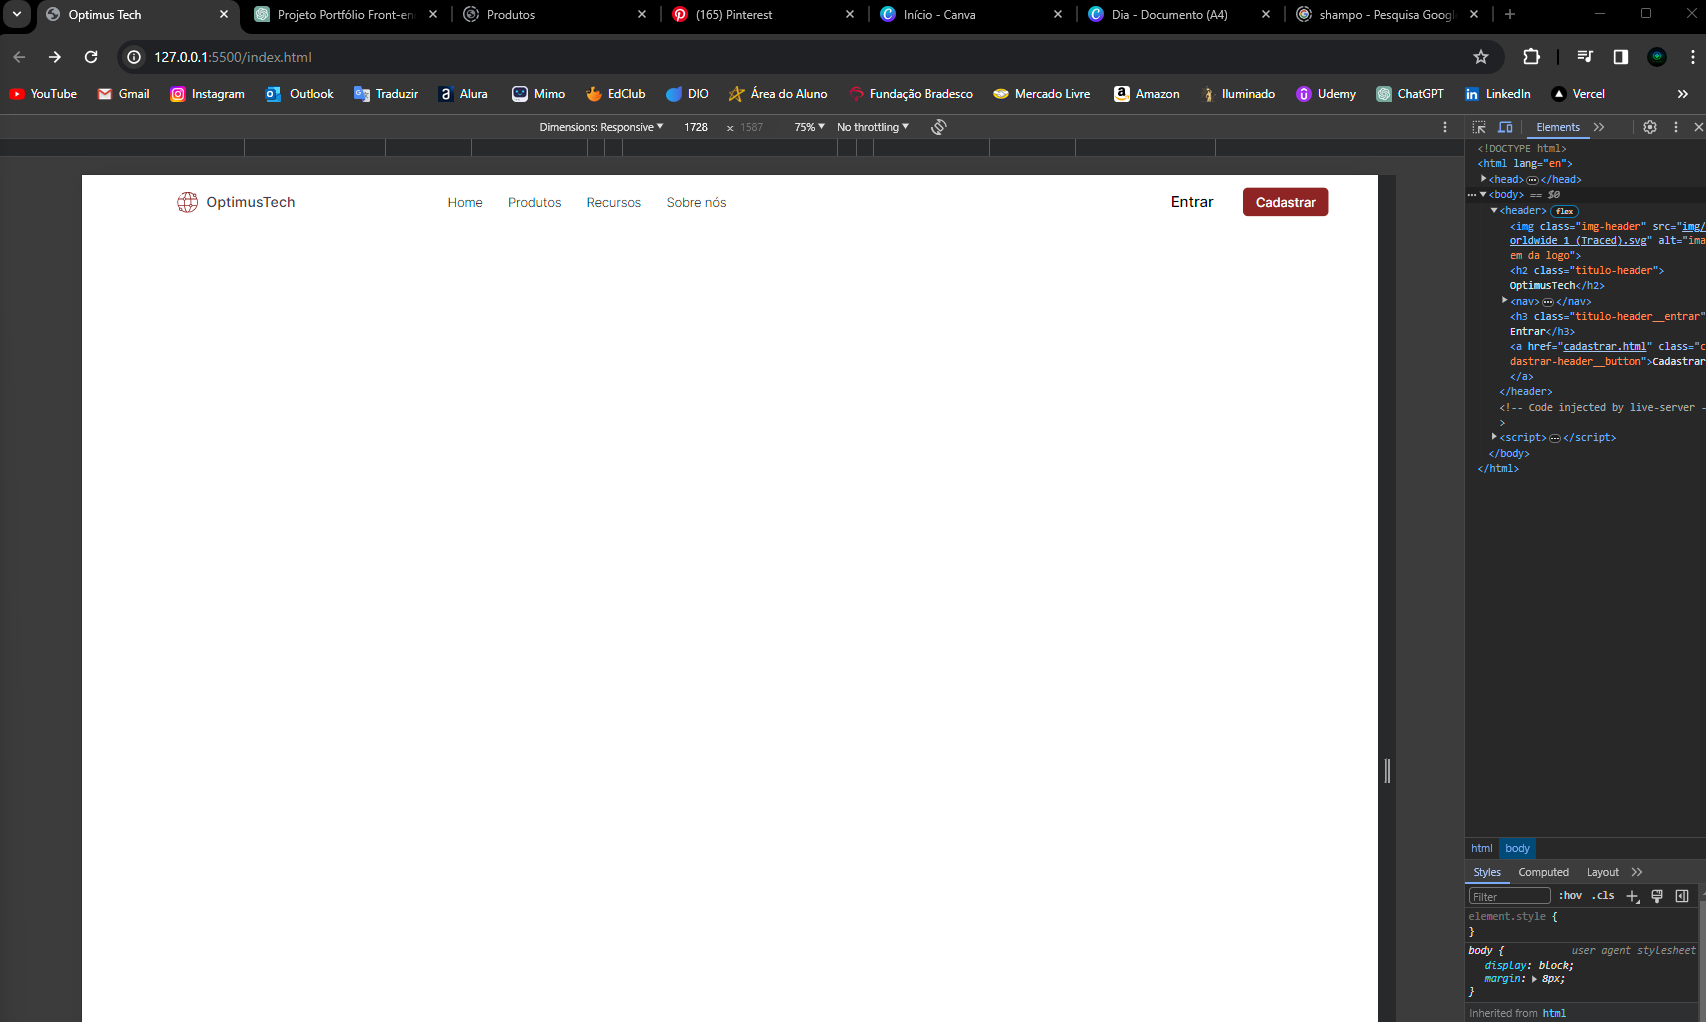 Optimus Tech
Projeto Portfólio Front-en
Produtos
(165) Pinterest
Início - Canva
Dia - Documento (A4)
shampo - Pesquisa Googl
127.0.0.1:5500/index.html
YouTube Gmail Instagram Outlook Traduzir Alura Mimo EdClub DIO Área do Aluno Fundação Bradesco Mercado Livre Amazon Iluminado Udemy ChatGPT LinkedIn Vercel
Dimensions: Responsive 1728 × 1587 75% No throttling
Elements
OptimusTech Home Produtos Recursos Sobre nós Entrar Cadastrar
<!DOCTYPE html>
<html lang="en">
<head> ··· </head>
··· <body> == $0
<header> flex
<img class="img-header" src="img/
orldwide 1 (Traced).svg" alt="ima
em da logo">
<h2 class="titulo-header">
OptimusTech</h2>
<nav> ··· </nav>
<h3 class="titulo-header__entrar"
Entrar</h3>
<a href="cadastrar.html" class="c
dastrar-header__button">Cadastrar
</a>
</header>
<!-- Code injected by live-server -
>
<script> ··· </script>
</body>
</html>
html body
Styles Computed Layout
Filter :hov .cls
element.style {
}
body { user agent stylesheet
display: block;
margin: 8px;
}
Inherited from html